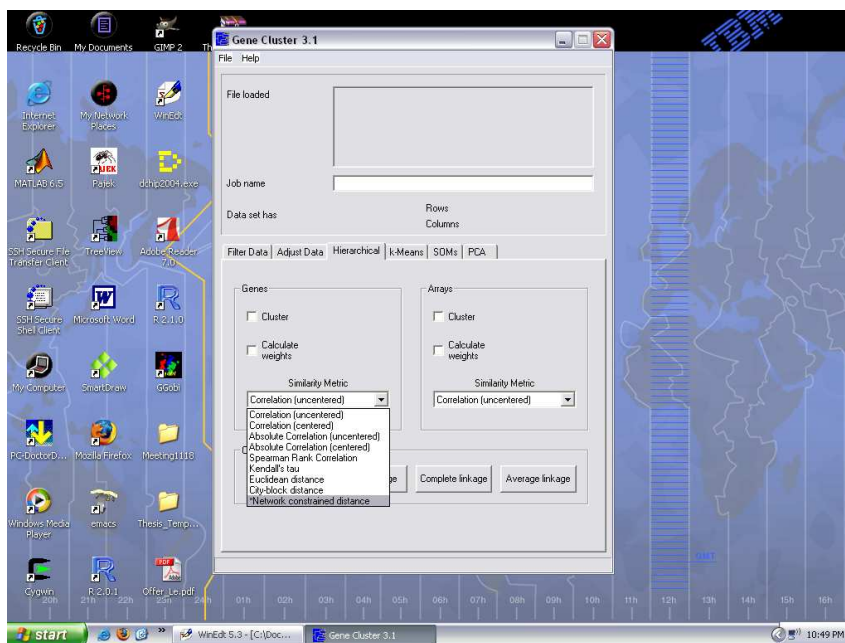 Recycle Bin
My Documents
GIMP 2
Internet Explorer
My Network Places
WinEdt
MATLAB 6.5
Pajek
dchip2004.exe
SSH Secure File Transfer Client
TreeView
Adobe Reader 7.0
SSH Secure Shell Client
Microsoft Word
R 2.1.0
My Computer
SmartDraw
GGobi
PC-DoctorD...
Mozilla Firefox
Meeting1118
Windows Media Player
emacs
Thesis_Temp...
Cygwin
R 2.0.1
Offer_Le.pdf
IBM
Gene Cluster 3.1
File Help
File loaded
Job name
Data set has
Rows
Columns
Filter Data Adjust Data Hierarchical k-Means SOMs PCA
Genes
Cluster
Calculate weights
Similarity Metric
Correlation (uncentered)
Correlation (uncentered)
Correlation (centered)
Absolute Correlation (uncentered)
Absolute Correlation (centered)
Spearman Rank Correlation
Kendall's tau
Euclidean distance
City-block distance
*Network constrained distance
Arrays
Cluster
Calculate weights
Similarity Metric
Correlation (uncentered)
Complete linkage
Average linkage
GMT
20h 21h 22h 23h 24h 01h 02h 03h 04h 05h 06h 07h 08h 09h 10h 11h 12h 13h 14h 15h 16h
start
WinEdt 5.3 - [C:\Doc...
Gene Cluster 3.1
10:49 PM